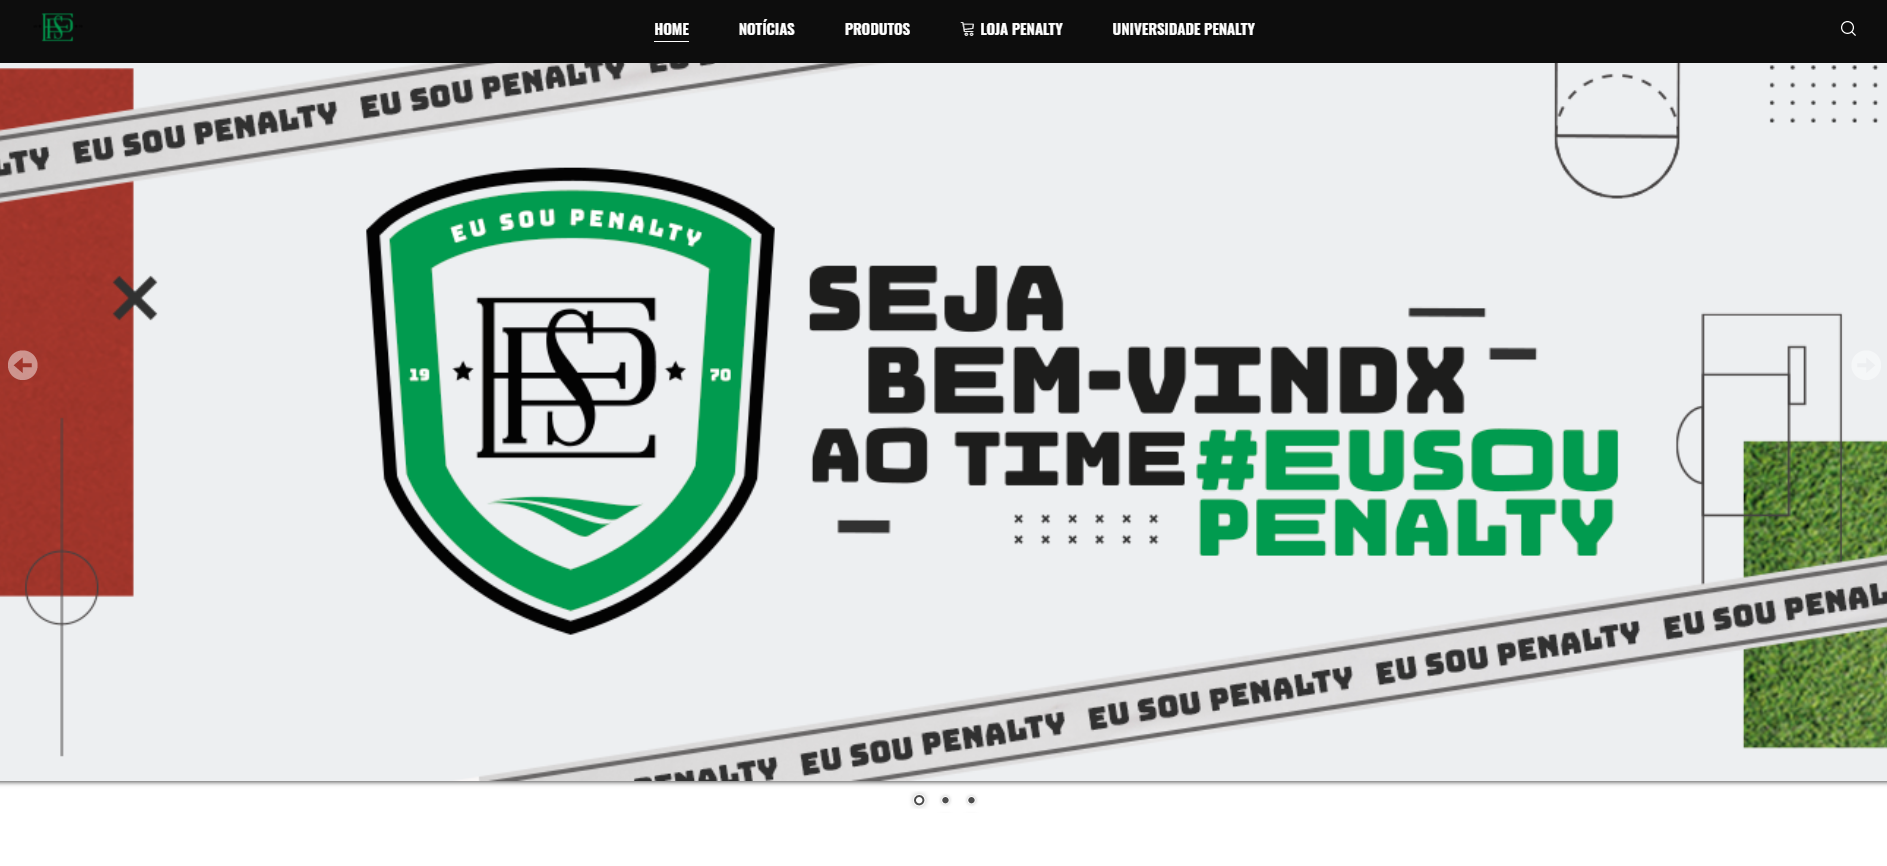 HOME NOTÍCIAS PRODUTOS LOJA PENALTY UNIVERSIDADE PENALTY
LTY EU SOU PENALTY EU SOU PENALTY EU S
EU SOU PENALTY
19 70
SEJA
BEM-VINDX
AO TIME #EUSOU
PENALTY
PENALTY EU SOU PENALTY EU SOU PENALTY EU SOU PENALTY EU SOU PENAL